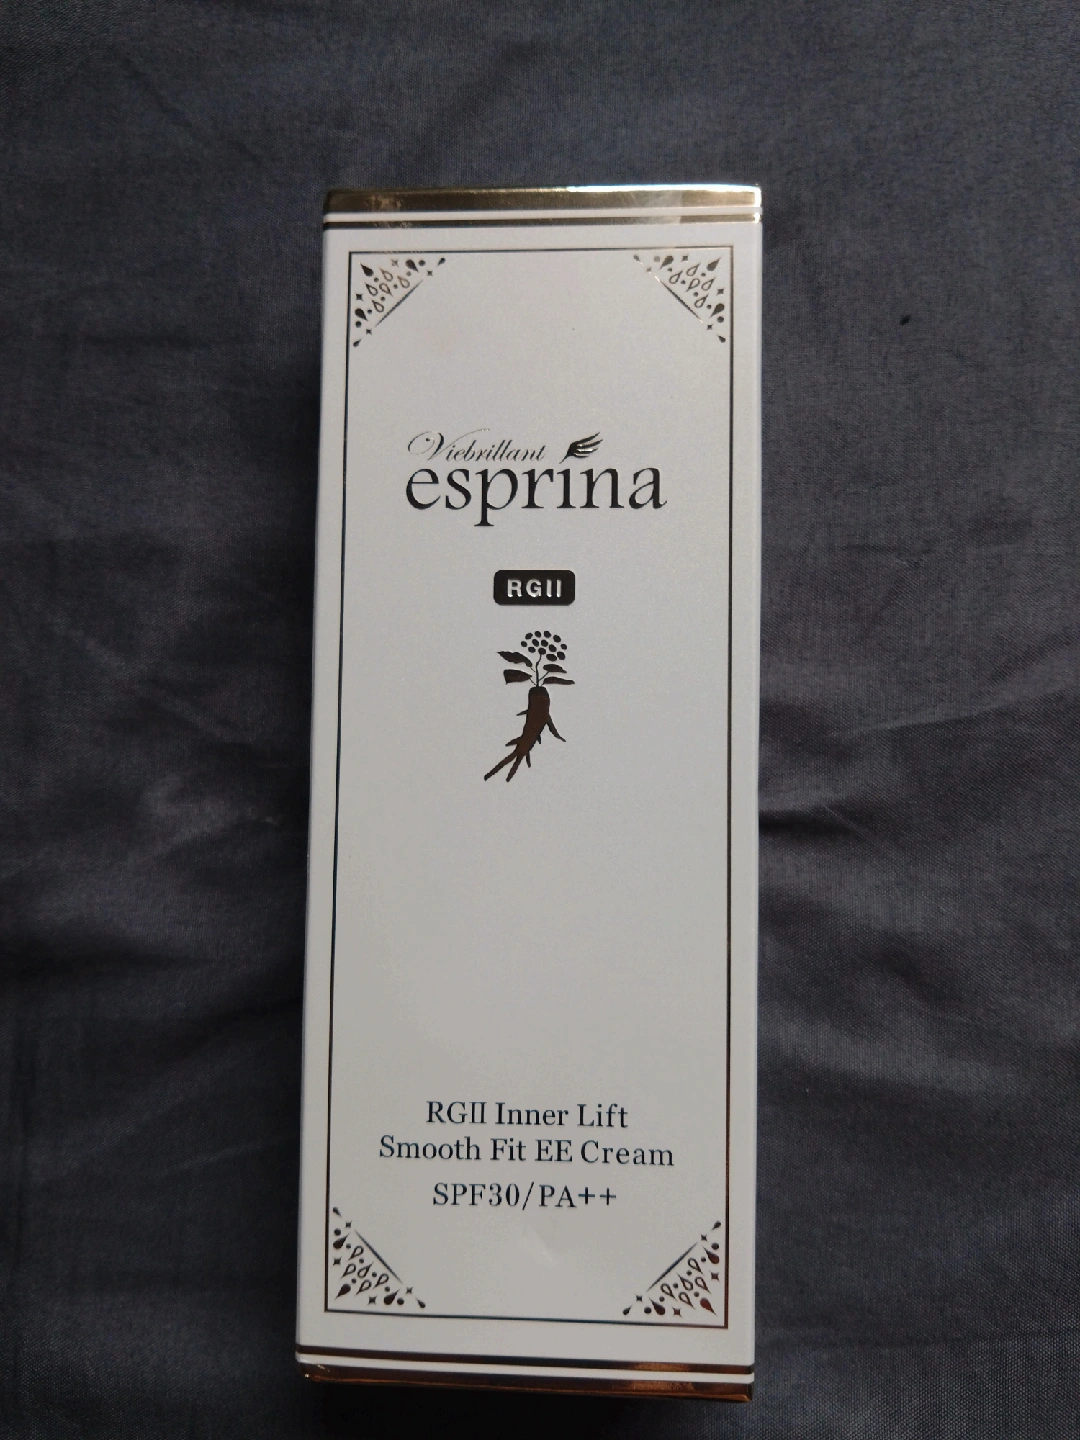 Viebrillant
esprina
RGII
RGII Inner Lift
Smooth Fit EE Cream
SPF30/PA++